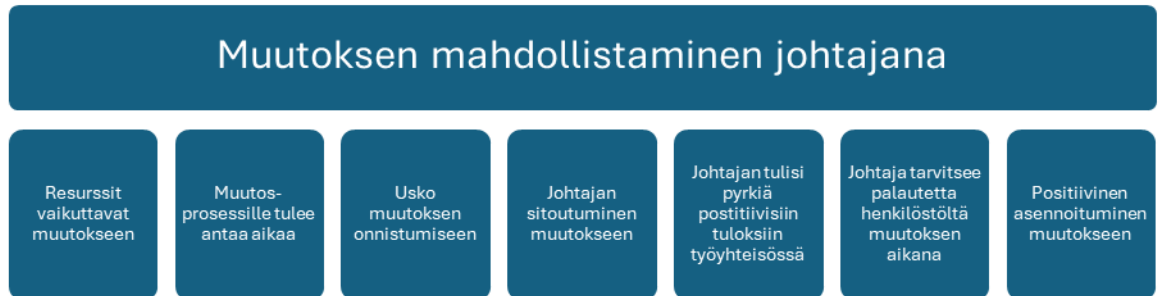 Muutoksen mahdollistaminen johtajana
Resurssit
vaikuttavat
muutokseen
Muutos-
prosessille tulee
antaa aikaa
Usko
muutoksen
onnistumiseen
Johtajan
sitoutuminen
muutokseen
Johtajan tulisi
pyrkiä
postitiivisiin
tuloksiin
työyhteisössä
Johtaja tarvitsee
palautetta
henkilöstöltä
muutoksen
aikana
Positiivinen
asennoituminen
muutokseen